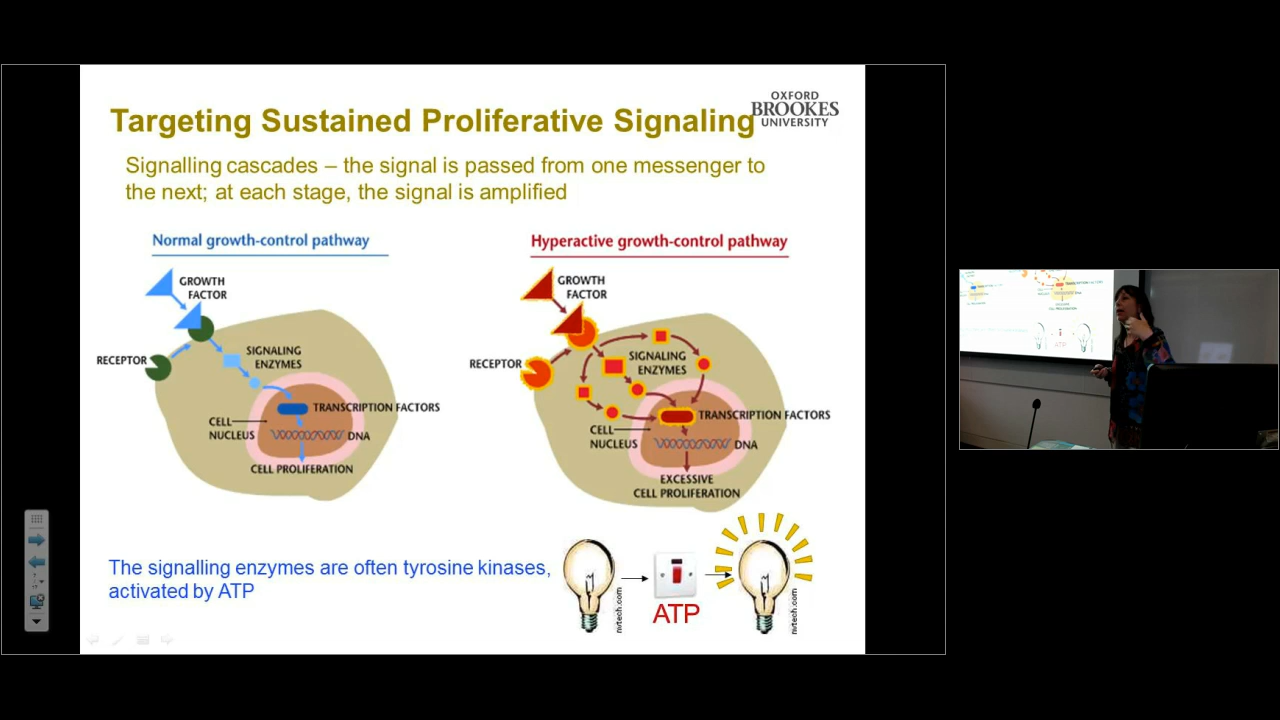 Targeting Sustained Proliferative Signaling
OXFORD
BROOKES
UNIVERSITY
Signalling cascades – the signal is passed from one messenger to
the next; at each stage, the signal is amplified
Normal growth-control pathway
GROWTH
FACTOR
RECEPTOR
SIGNALING
ENZYMES
TRANSCRIPTION FACTORS
CELL
NUCLEUS
DNA
CELL PROLIFERATION
Hyperactive growth-control pathway
GROWTH
FACTOR
RECEPTOR
SIGNALING
ENZYMES
TRANSCRIPTION FACTORS
CELL
NUCLEUS
DNA
EXCESSIVE
CELL PROLIFERATION
The signalling enzymes are often tyrosine kinases,
activated by ATP
nvtech.com
ATP
nvtech.com
ATP